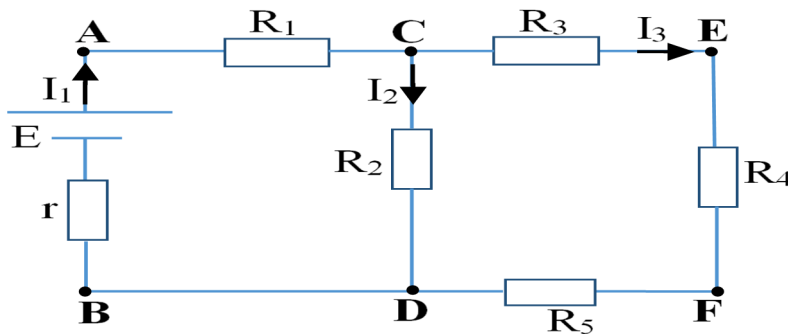 A R₁ C R₃ I₃ E
I₁ I₂
E R₂ R₄
r
B D R₅ F